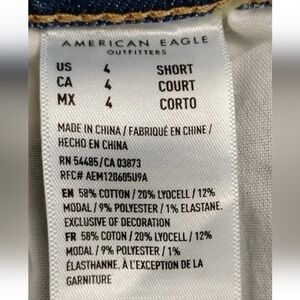 AMERICAN EAGLE
OUTFITTERS
US 4 SHORT
CA 4 COURT
MX 4 CORTO
MADE IN CHINA / FABRIQUÉ EN CHINE /
HECHO EN CHINA
RN 54485/CA 03873
RFC# AEM120605U9A
EN 58% COTTON / 20% LYOCELL / 12%
MODAL / 9% POLYESTER / 1% ELASTANE.
EXCLUSIVE OF DECORATION
FR 58% COTON / 20% LYOCELL / 12%
MODAL / 9% POLYESTER / 1%
ÉLASTHANNE. À L'EXCEPTION DE LA
GARNITURE